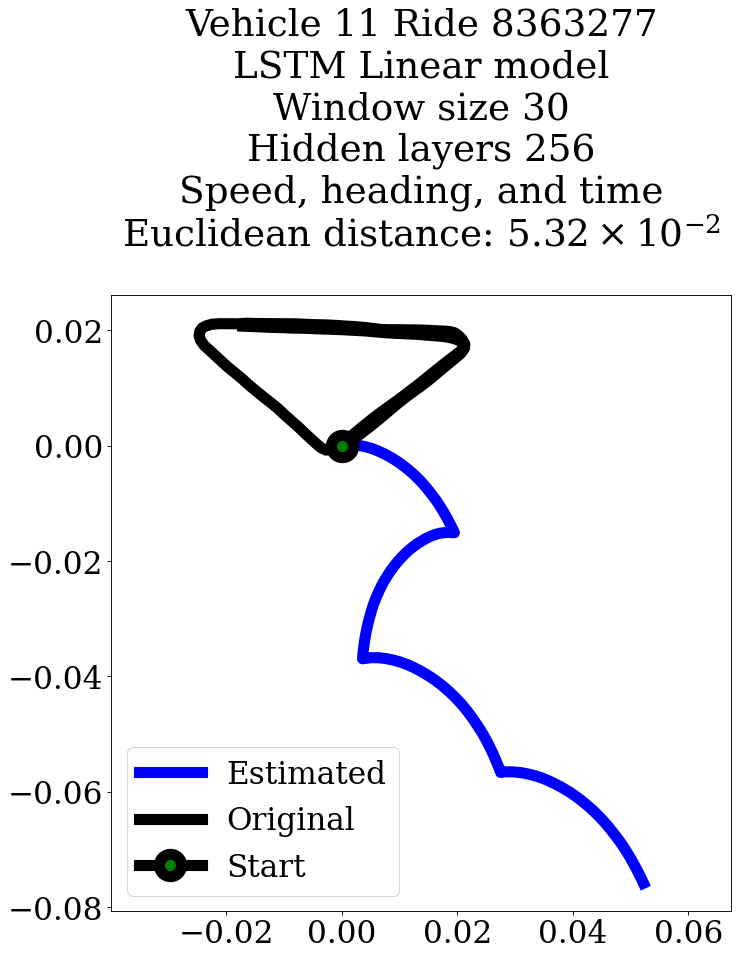 Vehicle 11 Ride 8363277
LSTM Linear model
Window size 30
Hidden layers 256
Speed, heading, and time
Euclidean distance: 5.32 × 10⁻²
0.02
0.00
−0.02
−0.04
−0.06
−0.08
Estimated
Original
Start
−0.02 0.00 0.02 0.04 0.06